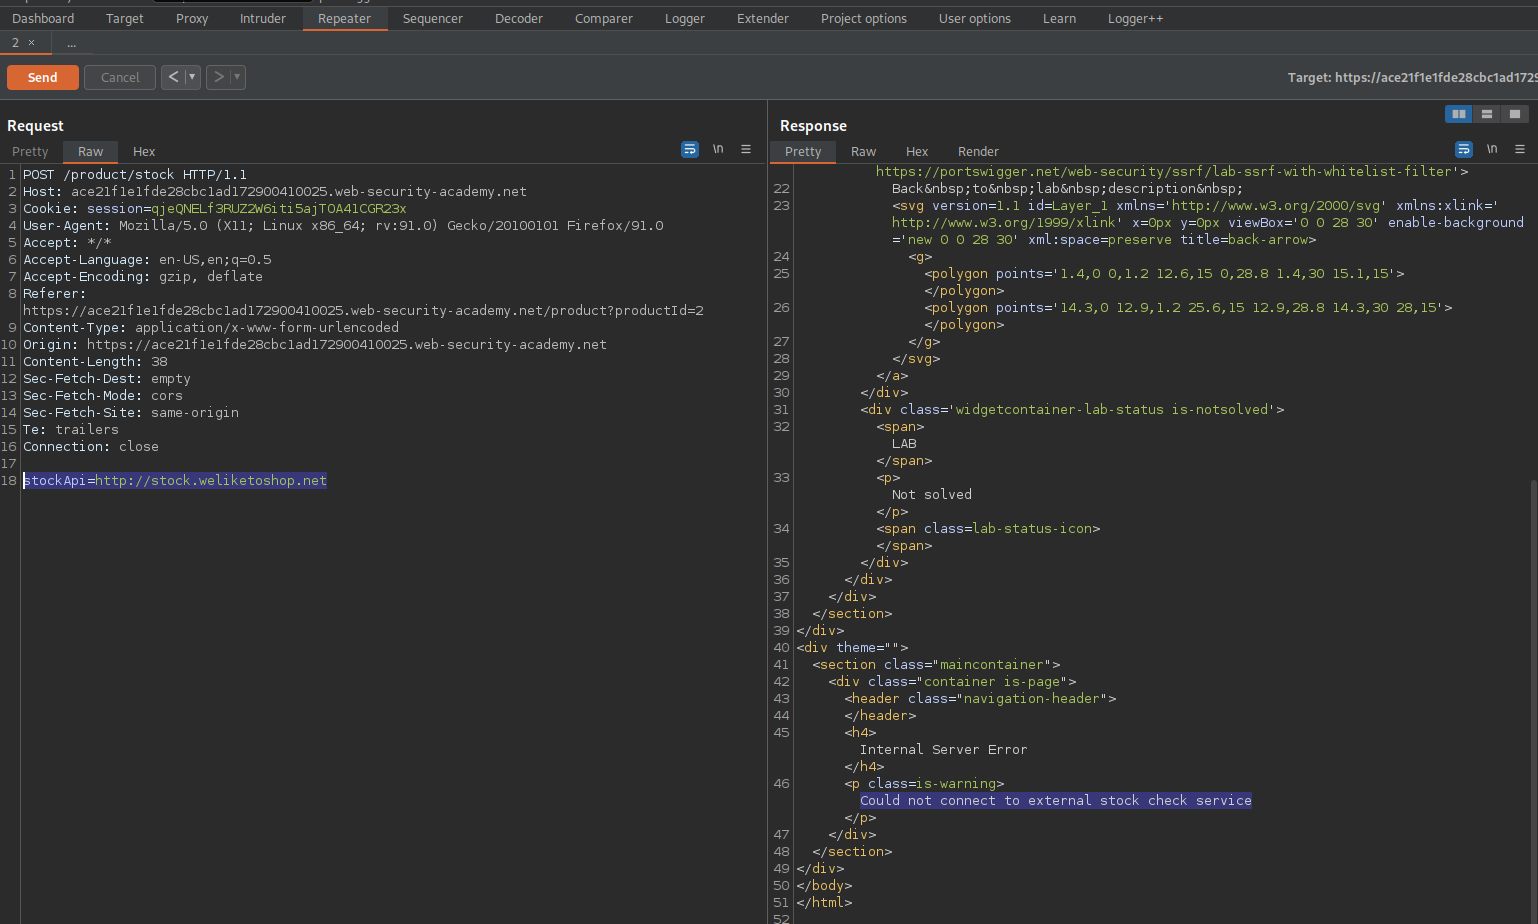 Dashboard Target Proxy Intruder Repeater Sequencer Decoder Comparer Logger Extender Project options User options Learn Logger++
2 × ...
Send Cancel < ▼ > ▼ Target: https://ace21f1e1fde28cbc1ad1729
Request
Pretty Raw Hex \n
1 POST /product/stock HTTP/1.1
2 Host: ace21f1e1fde28cbc1ad172900410025.web-security-academy.net
3 Cookie: session=qjeQNELf3RUZ2W6iti5ajTOA41CGR23x
4 User-Agent: Mozilla/5.0 (X11; Linux x86_64; rv:91.0) Gecko/20100101 Firefox/91.0
5 Accept: */*
6 Accept-Language: en-US,en;q=0.5
7 Accept-Encoding: gzip, deflate
8 Referer:
https://ace21f1e1fde28cbc1ad172900410025.web-security-academy.net/product?productId=2
9 Content-Type: application/x-www-form-urlencoded
10 Origin: https://ace21f1e1fde28cbc1ad172900410025.web-security-academy.net
11 Content-Length: 38
12 Sec-Fetch-Dest: empty
13 Sec-Fetch-Mode: cors
14 Sec-Fetch-Site: same-origin
15 Te: trailers
16 Connection: close
17
18 stockApi=http://stock.weliketoshop.net
Response
Pretty Raw Hex Render \n
https://portswigger.net/web-security/ssrf/lab-ssrf-with-whitelist-filter'>
22 Back&nbsp;to&nbsp;lab&nbsp;description&nbsp;
23 <svg version=1.1 id=Layer_1 xmlns='http://www.w3.org/2000/svg' xmlns:xlink='
http://www.w3.org/1999/xlink' x=0px y=0px viewBox='0 0 28 30' enable-background
='new 0 0 28 30' xml:space=preserve title=back-arrow>
24 <g>
25 <polygon points='1.4,0 0,1.2 12.6,15 0,28.8 1.4,30 15.1,15'>
</polygon>
26 <polygon points='14.3,0 12.9,1.2 25.6,15 12.9,28.8 14.3,30 28,15'>
</polygon>
27 </g>
28 </svg>
29 </a>
30 </div>
31 <div class='widgetcontainer-lab-status is-notsolved'>
32 <span>
LAB
</span>
33 <p>
Not solved
</p>
34 <span class=lab-status-icon>
</span>
35 </div>
36 </div>
37 </div>
38 </section>
39 </div>
40 <div theme="">
41 <section class="maincontainer">
42 <div class="container is-page">
43 <header class="navigation-header">
44 </header>
45 <h4>
Internal Server Error
</h4>
46 <p class=is-warning>
Could not connect to external stock check service
</p>
47 </div>
48 </section>
49 </div>
50 </body>
51 </html>
52